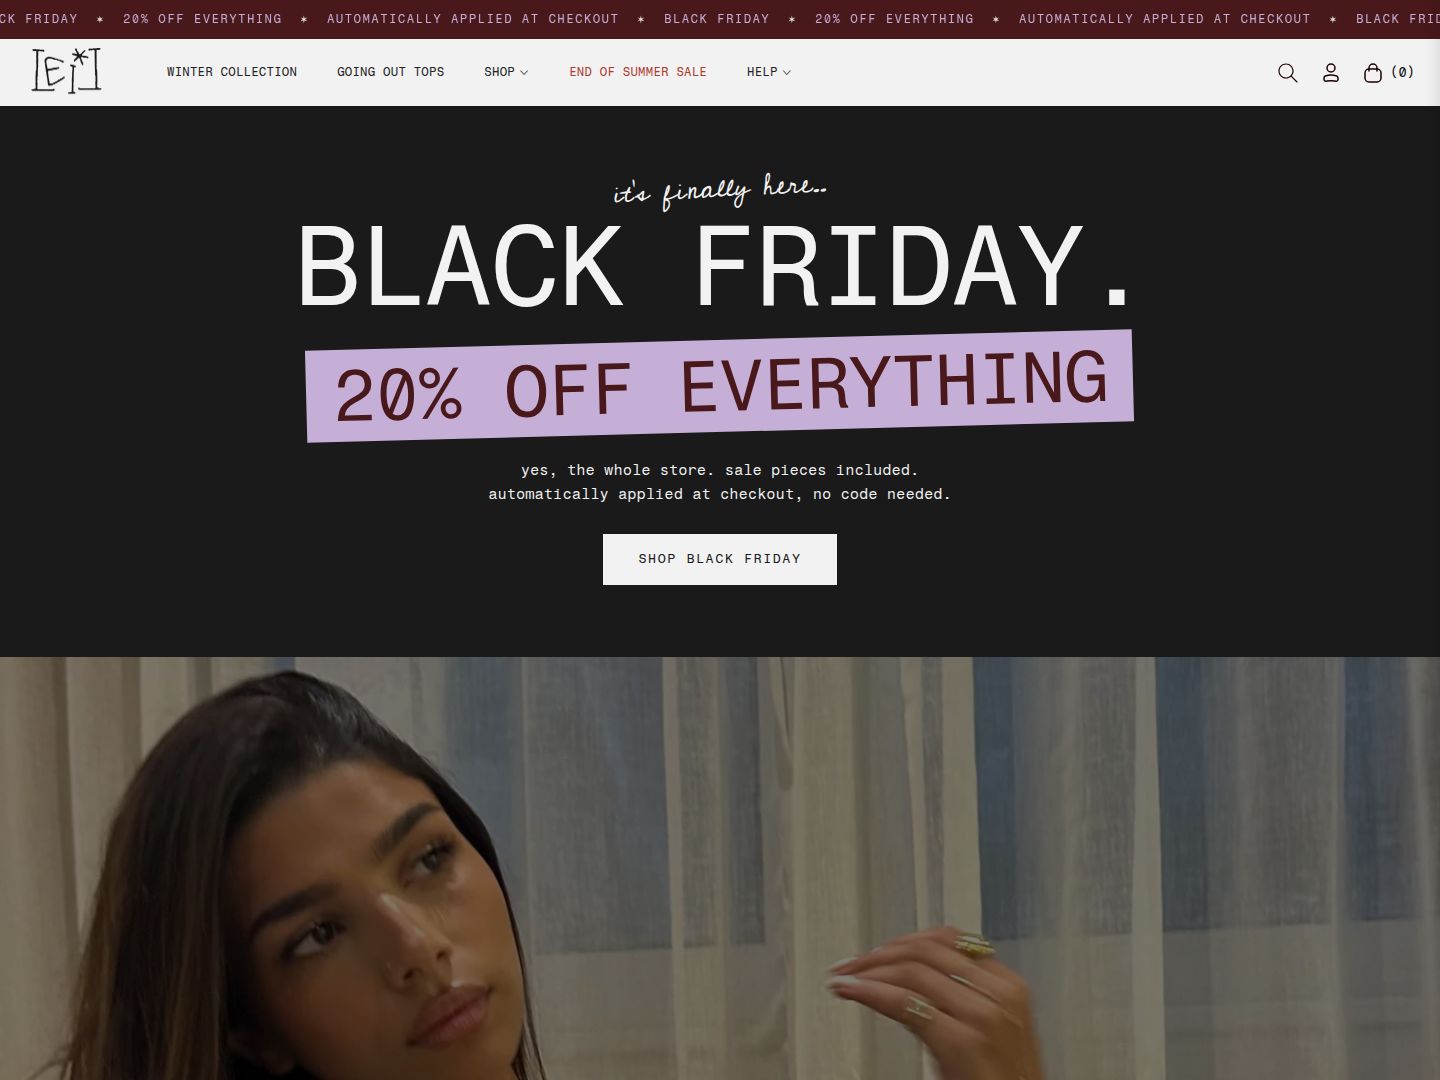 CK FRIDAY * 20% OFF EVERYTHING * AUTOMATICALLY APPLIED AT CHECKOUT * BLACK FRIDAY * 20% OFF EVERYTHING * AUTOMATICALLY APPLIED AT CHECKOUT * BLACK FRID
WINTER COLLECTION GOING OUT TOPS SHOP END OF SUMMER SALE HELP (0)
it's finally here..
BLACK FRIDAY.
20% OFF EVERYTHING
yes, the whole store. sale pieces included.
automatically applied at checkout, no code needed.
SHOP BLACK FRIDAY